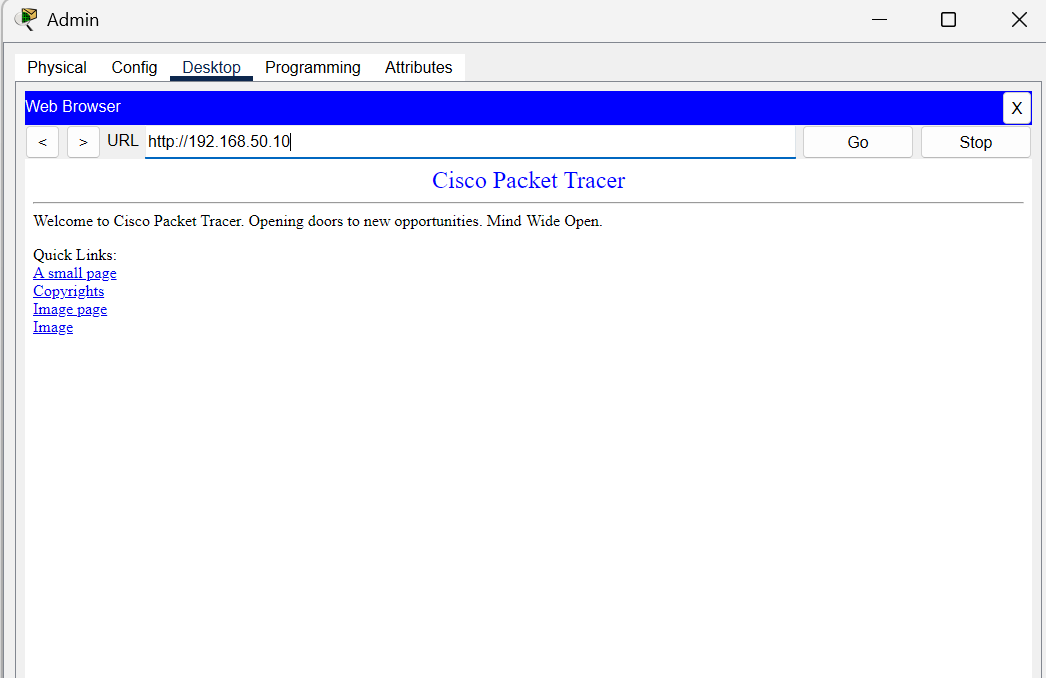 Admin
Physical Config Desktop Programming Attributes
Web Browser X
< > URL http://192.168.50.10 Go Stop
Cisco Packet Tracer
Welcome to Cisco Packet Tracer. Opening doors to new opportunities. Mind Wide Open.
Quick Links:
A small page
Copyrights
Image page
Image